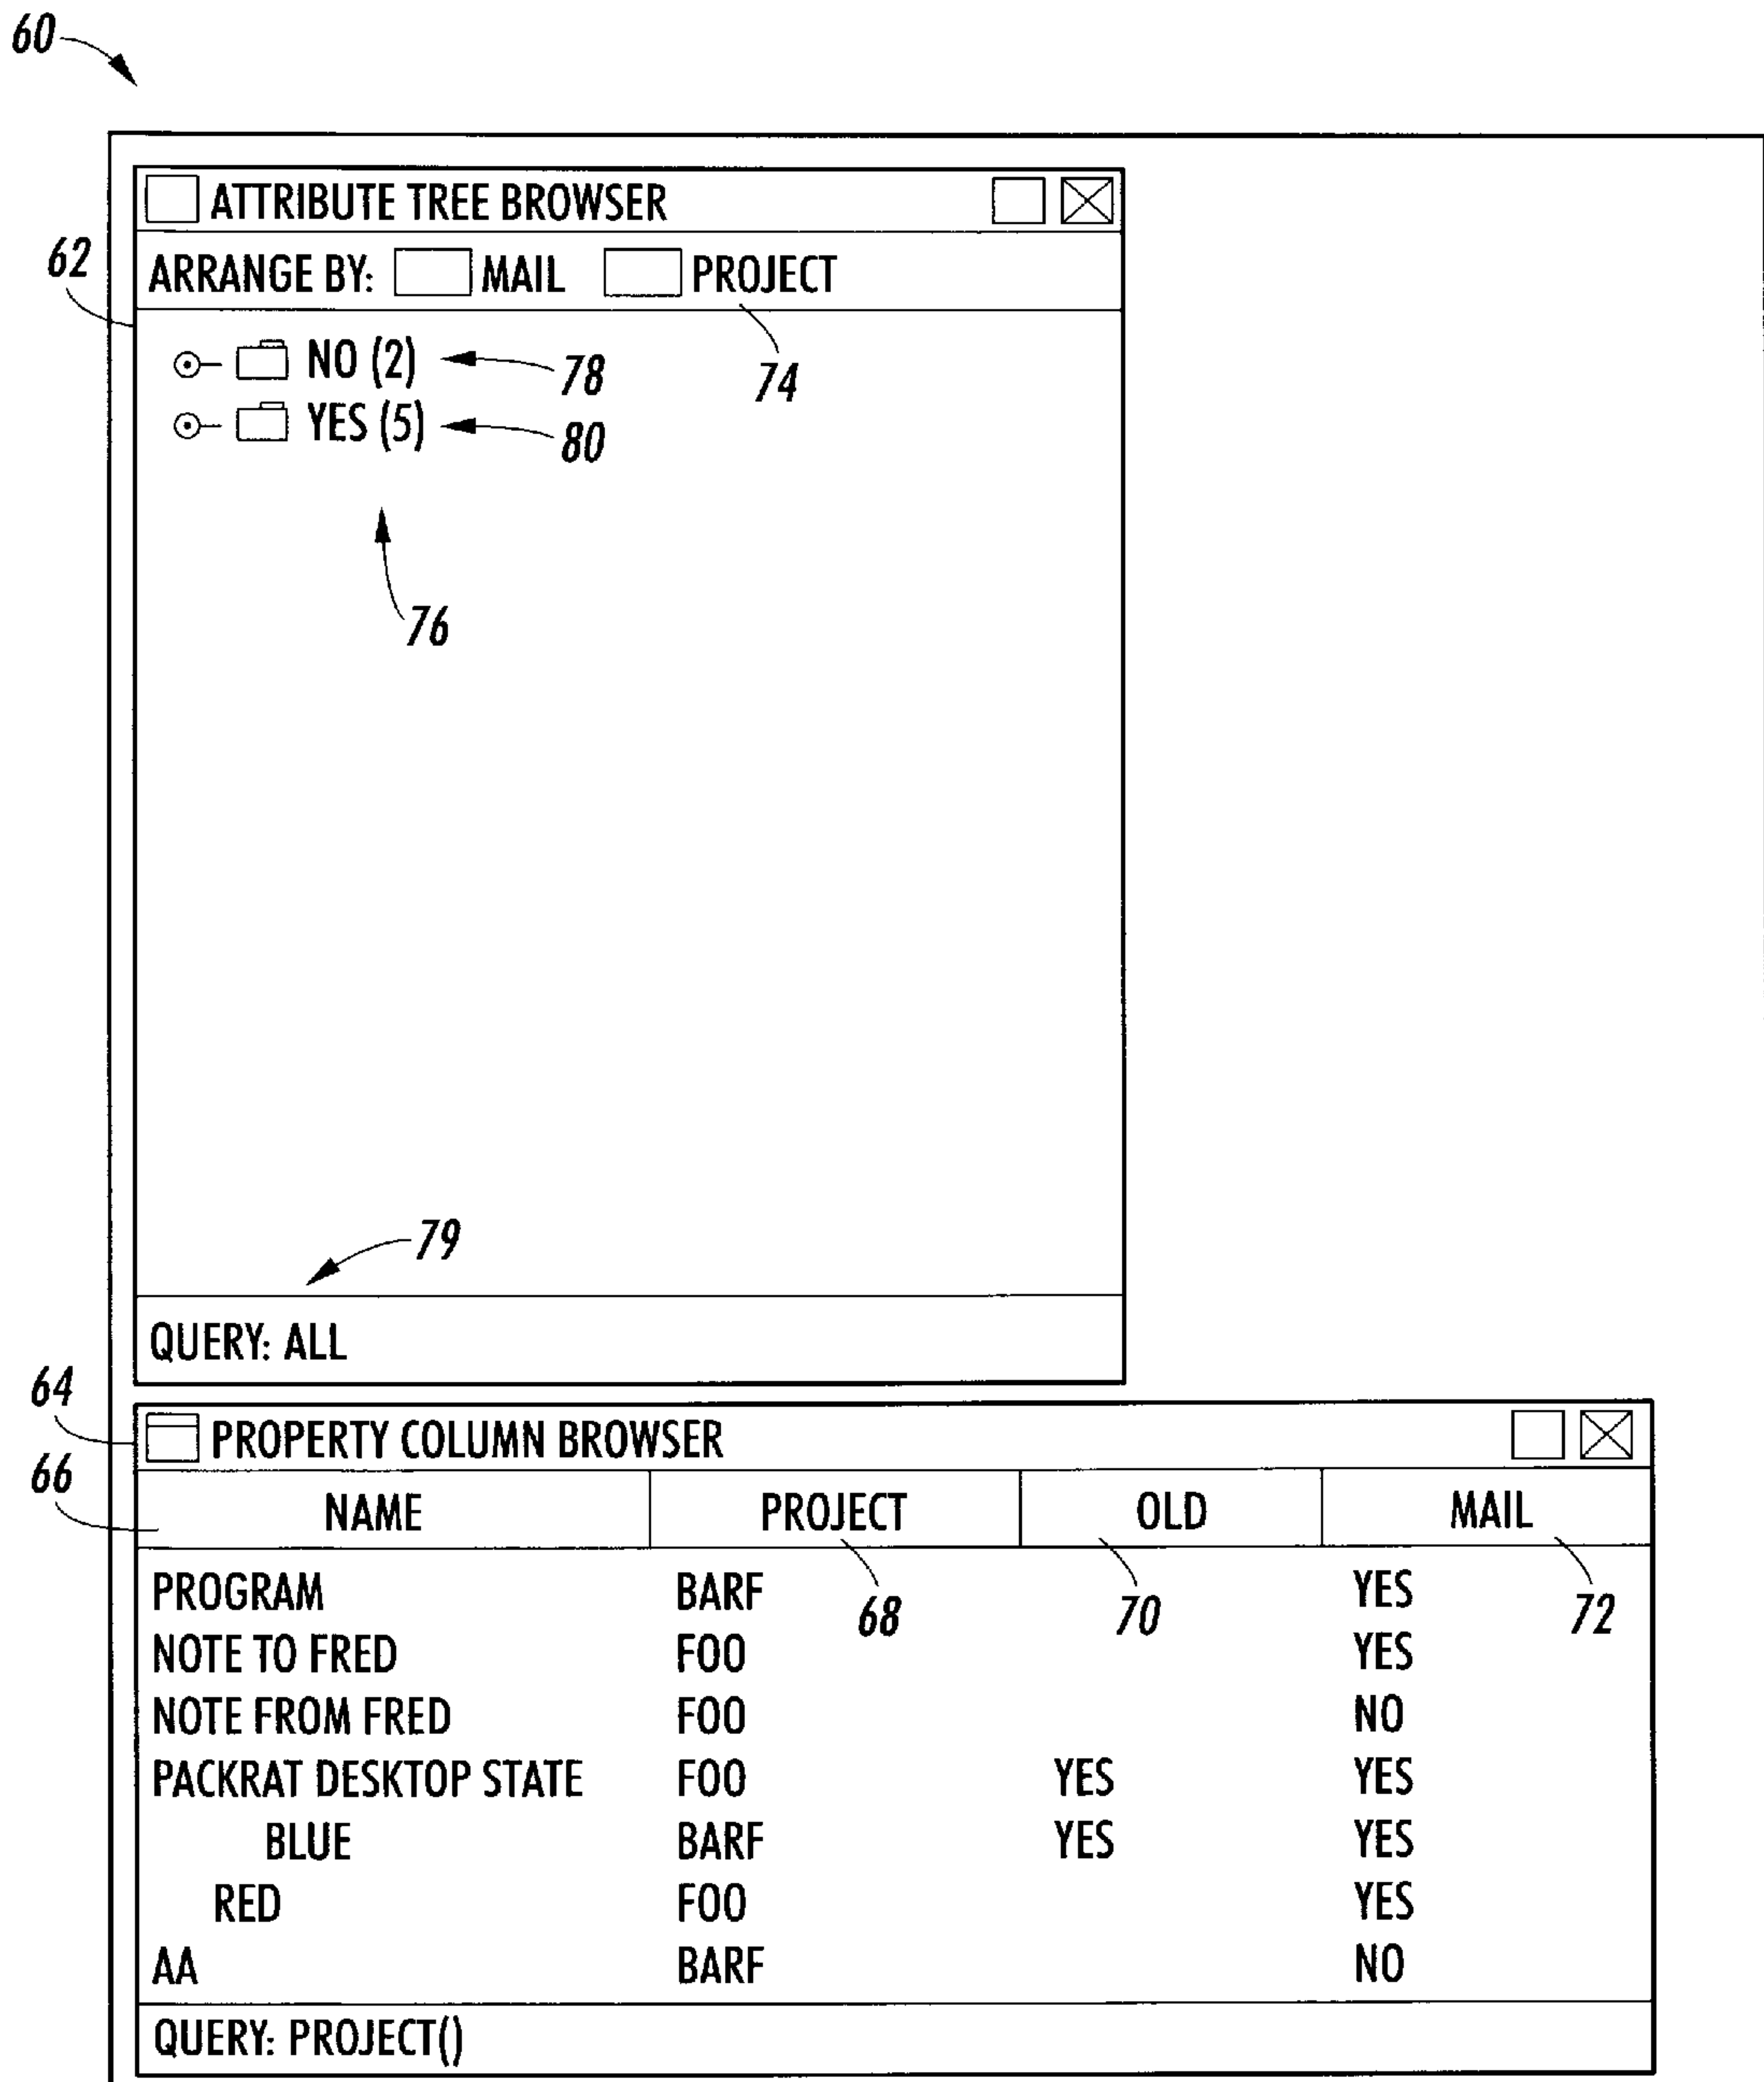 60
ATTRIBUTE TREE BROWSER
62
ARRANGE BY: MAIL PROJECT
NO (2) 78 74
YES (5) 80
76
79
QUERY: ALL
64
PROPERTY COLUMN BROWSER
66
NAME PROJECT OLD MAIL
PROGRAM BARF 68 70 YES 72
NOTE TO FRED FOO YES
NOTE FROM FRED FOO NO
PACKRAT DESKTOP STATE FOO YES YES
BLUE BARF YES YES
RED FOO YES
AA BARF NO
QUERY: PROJECT()